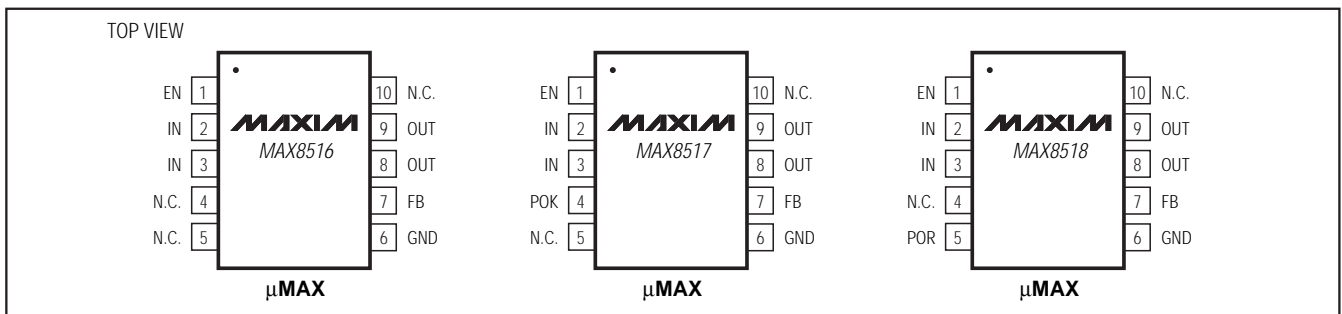 TOP VIEW
EN 1 10 N.C.
IN 2 MAXIM 9 OUT
MAX8516
IN 3 8 OUT
N.C. 4 7 FB
N.C. 5 6 GND
μMAX
EN 1 10 N.C.
IN 2 MAXIM 9 OUT
MAX8517
IN 3 8 OUT
POK 4 7 FB
N.C. 5 6 GND
μMAX
EN 1 10 N.C.
IN 2 MAXIM 9 OUT
MAX8518
IN 3 8 OUT
N.C. 4 7 FB
POR 5 6 GND
μMAX